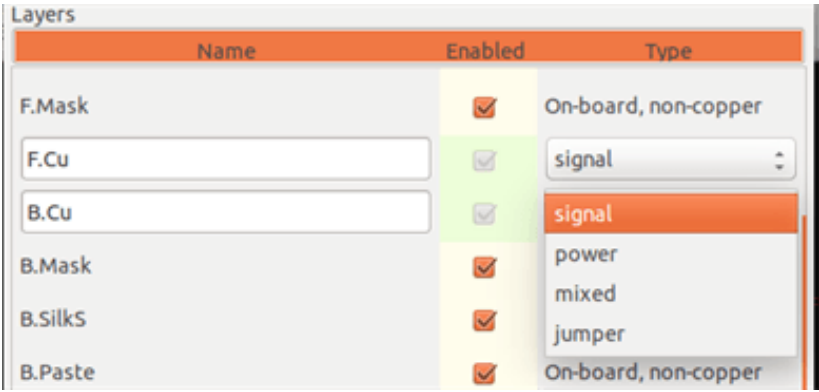 Layers
Name Enabled Type
F.Mask On-board, non-copper
F.Cu signal
B.Cu signal
power
B.Mask mixed
B.SilkS jumper
B.Paste On-board, non-copper